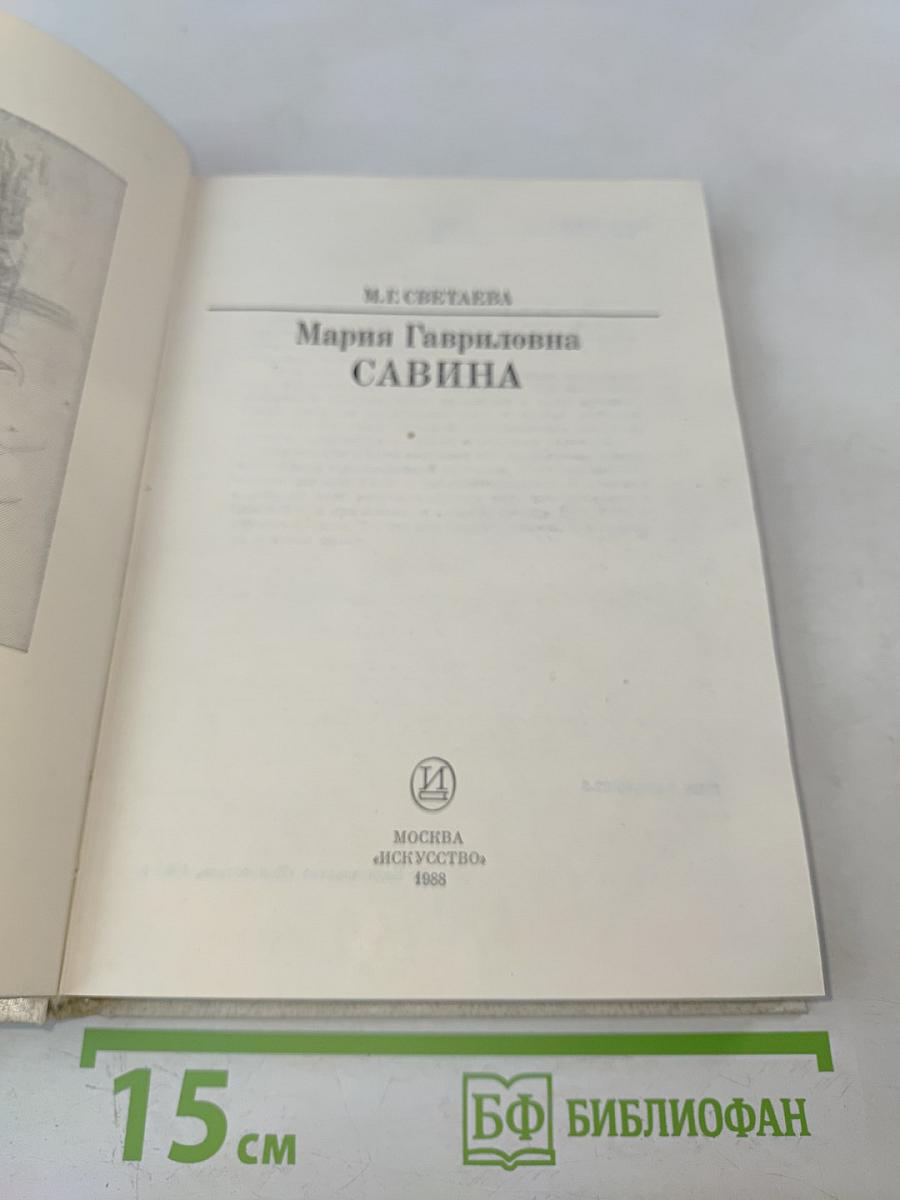 М.Г. СВЕТАЕВА
Мария Гавриловна
САВИНА
И
МОСКВА
«ИСКУССТВО»
1988
15 см
БФ БИБЛИОФАН